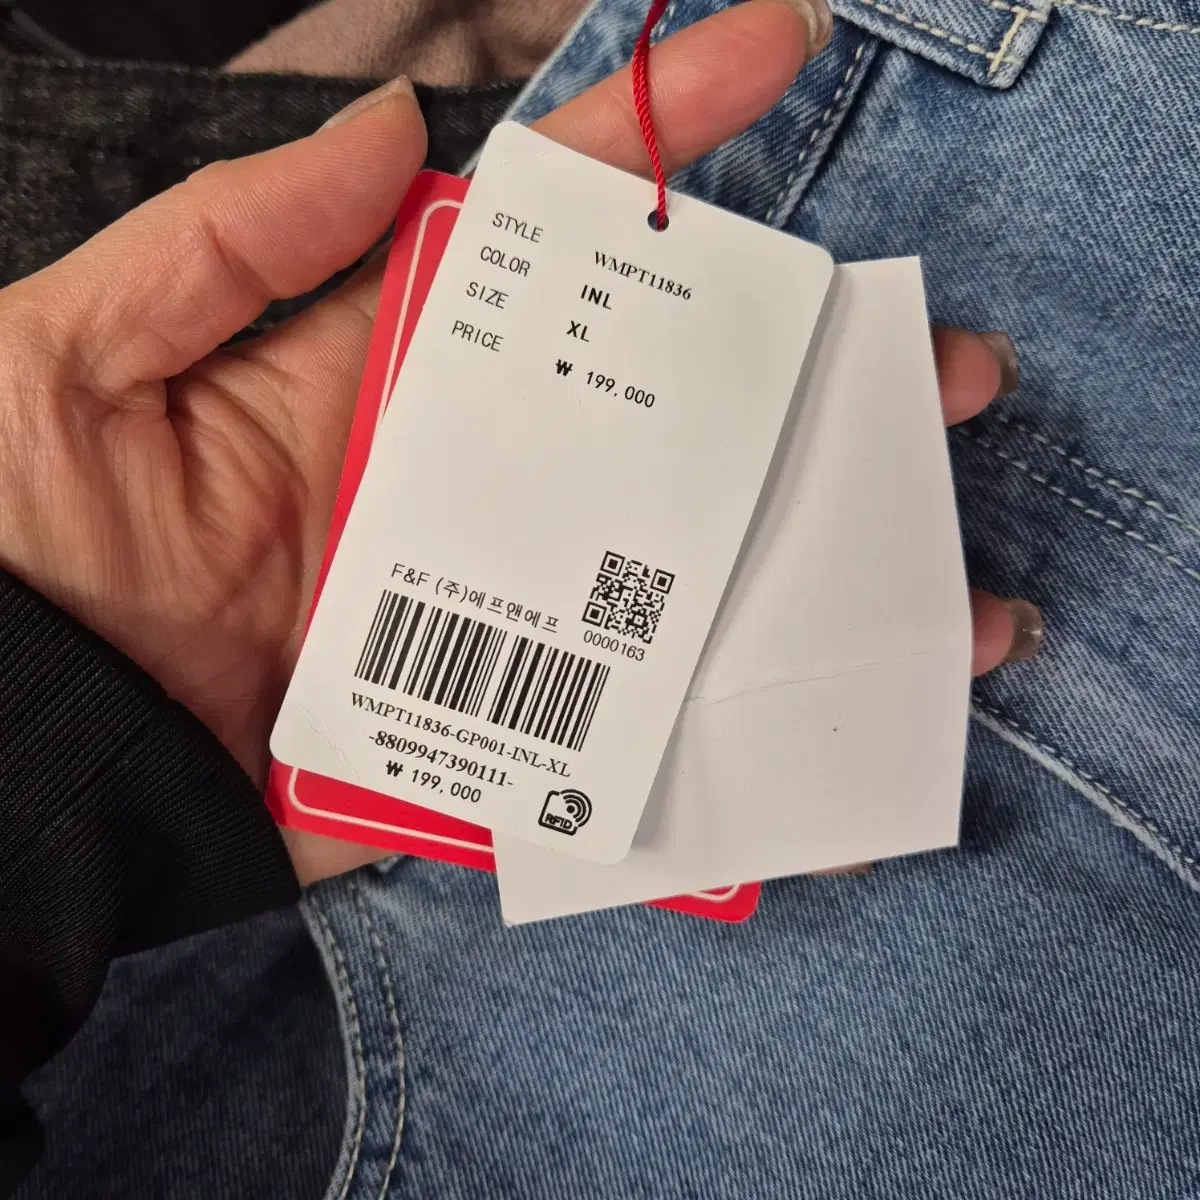 STYLE WMPT11836
COLOR INL
SIZE XL
PRICE ₩ 199,000
F&F (주)에프앤에프
0000163
WMPT11836-GP001-INL-XL
-8809947390111-
₩ 199,000
RFID